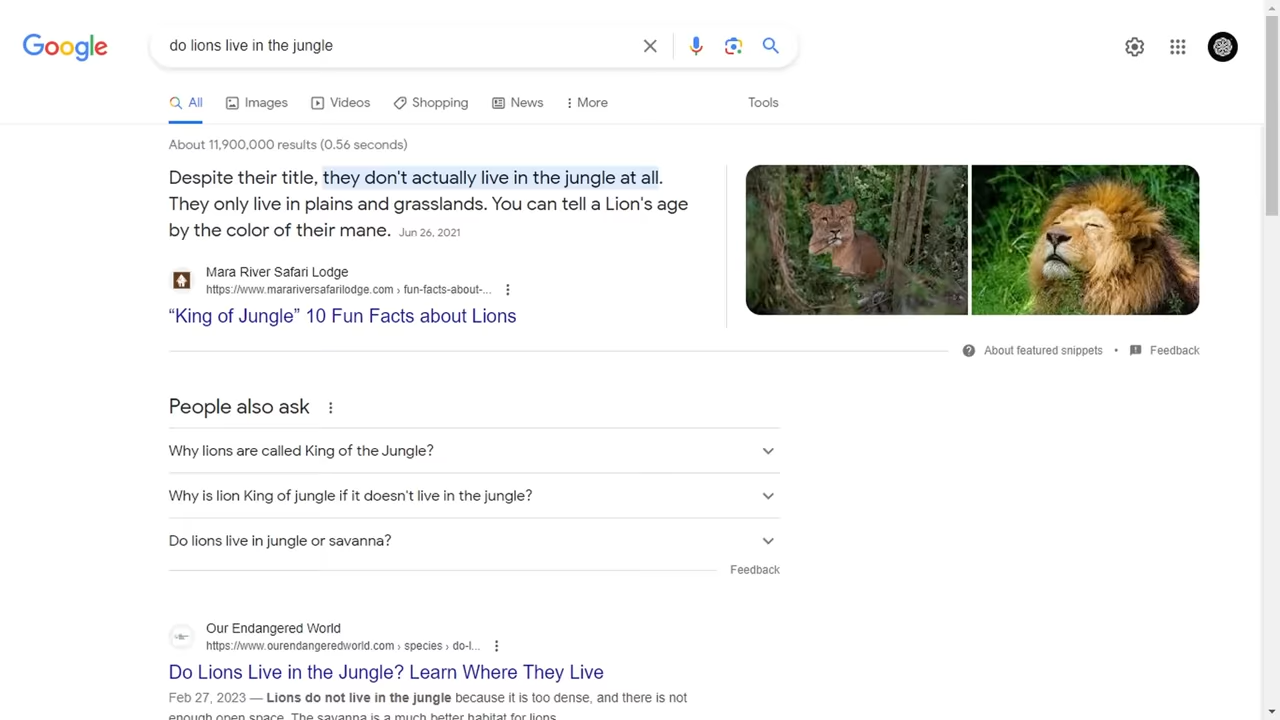 Google
do lions live in the jungle
All Images Videos Shopping News More Tools
About 11,900,000 results (0.56 seconds)
Despite their title, they don't actually live in the jungle at all.
They only live in plains and grasslands. You can tell a Lion's age
by the color of their mane. Jun 26, 2021
Mara River Safari Lodge
https://www.marariversafarilodge.com › fun-facts-about-...
“King of Jungle” 10 Fun Facts about Lions
About featured snippets • Feedback
People also ask
Why lions are called King of the Jungle?
Why is lion King of jungle if it doesn't live in the jungle?
Do lions live in jungle or savanna?
Feedback
Our Endangered World
https://www.ourendangeredworld.com › species › do-l...
Do Lions Live in the Jungle? Learn Where They Live
Feb 27, 2023 — Lions do not live in the jungle because it is too dense, and there is not
enough open space. The savanna is a much better habitat for lions.